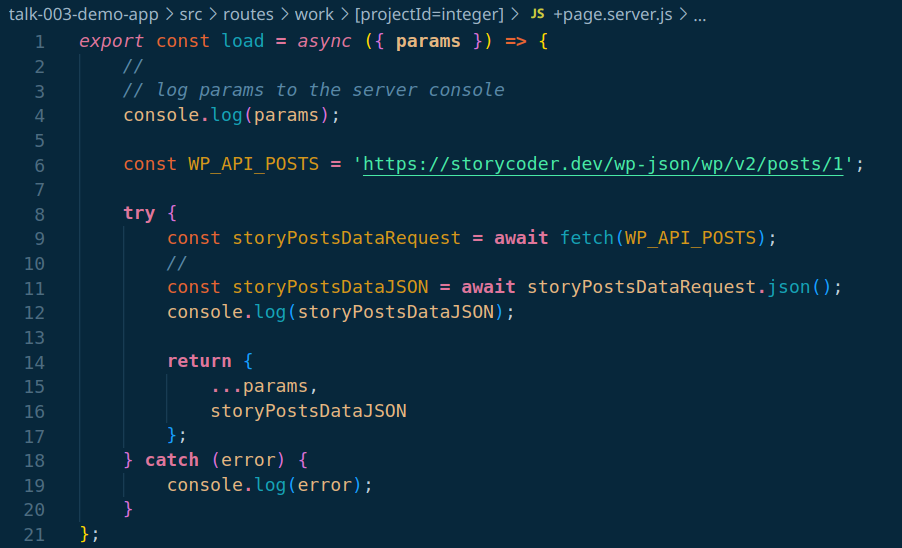 talk-003-demo-app > src > routes > work > [projectId=integer] > JS +page.server.js > ...
1 export const load = async ({ params }) => {
2 //
3 // log params to the server console
4 console.log(params);
5
6 const WP_API_POSTS = 'https://storycoder.dev/wp-json/wp/v2/posts/1';
7
8 try {
9 const storyPostsDataRequest = await fetch(WP_API_POSTS);
10 //
11 const storyPostsDataJSON = await storyPostsDataRequest.json();
12 console.log(storyPostsDataJSON);
13
14 return {
15 ...params,
16 storyPostsDataJSON
17 };
18 } catch (error) {
19 console.log(error);
20 }
21 };